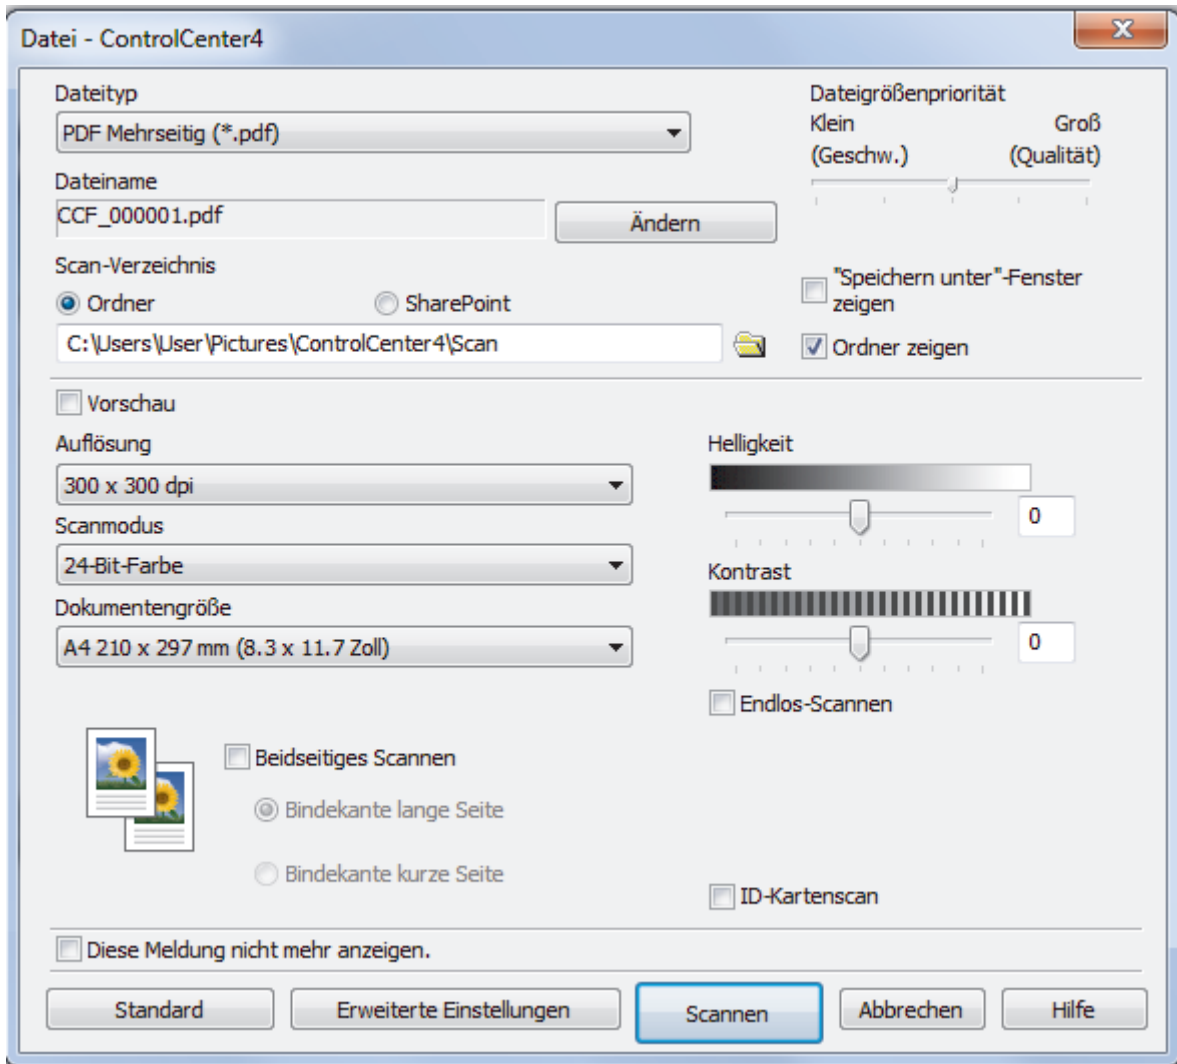 Datei - ControlCenter4
Dateityp
PDF Mehrseitig (*.pdf)
Dateigrößenpriorität
Klein Groß
(Geschw.) (Qualität)
Dateiname
CCF_000001.pdf
Ändern
Scan-Verzeichnis
Ordner SharePoint
C:\Users\User\Pictures\ControlCenter4\Scan
"Speichern unter"-Fenster
zeigen
Ordner zeigen
Vorschau
Auflösung
300 x 300 dpi
Scanmodus
24-Bit-Farbe
Dokumentengröße
A4 210 x 297 mm (8.3 x 11.7 Zoll)
Helligkeit
0
Kontrast
0
Endlos-Scannen
Beidseitiges Scannen
Bindekante lange Seite
Bindekante kurze Seite
ID-Kartenscan
Diese Meldung nicht mehr anzeigen.
Standard Erweiterte Einstellungen Scannen Abbrechen Hilfe